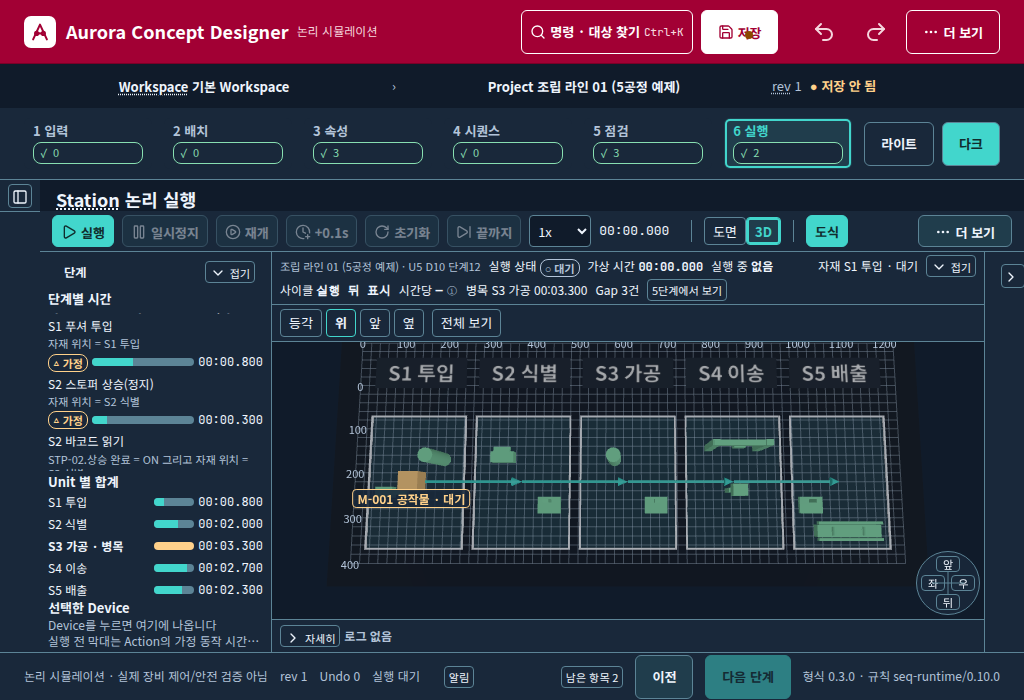 Aurora Concept Designer 논리 시뮬레이션
명령 · 대상 찾기 Ctrl+K
저장
··· 더 보기
Workspace 기본 Workspace
›
Project 조립 라인 01 (5공정 예제)
rev 1 ● 저장 안 됨
1 입력
√ 0
2 배치
√ 0
3 속성
√ 3
4 시퀀스
√ 0
5 점검
√ 3
6 실행
√ 2
라이트
다크
Station 논리 실행
실행
일시정지
재개
+0.1s
초기화
끝까지
1x
00:00.000
도면
3D
도식
··· 더 보기
단계
접기
단계별 시간
S1 푸셔 투입
자재 위치 = S1 투입
▵ 가정 00:00.800
S2 스토퍼 상승(정지)
자재 위치 = S2 식별
▵ 가정 00:00.300
S2 바코드 읽기
STP-02.상승 완료 = ON 그리고 자재 위치 =
Unit 별 합계
S1 투입 00:00.800
S2 식별 00:02.000
S3 가공 · 병목 00:03.300
S4 이송 00:02.700
S5 배출 00:02.300
선택한 Device
Device를 누르면 여기에 나옵니다
실행 전 막대는 Action의 가정 동작 시간···
조립 라인 01 (5공정 예제) · U5 D10 단계12 실행 상태 ○ 대기 가상 시간 00:00.000 실행 중 없음
자재 S1 투입 · 대기
접기
사이클 실행 뒤 표시 시간당 – ⓘ 병목 S3 가공 00:03.300 Gap 3건 5단계에서 보기
등각
위
앞
옆
전체 보기
0 100 200 300 400 500 600 700 800 900 1000 1100 1200
S1 투입 S2 식별 S3 가공 S4 이송 S5 배출
0
100
200
300
400
M-001 공작물 · 대기
앞
좌
우
뒤
자세히
로그 없음
논리 시뮬레이션 · 실제 장비 제어/안전 검증 아님 rev 1 Undo 0 실행 대기
알림
남은 항목 2
이전
다음 단계
형식 0.3.0 · 규칙 seq-runtime/0.10.0